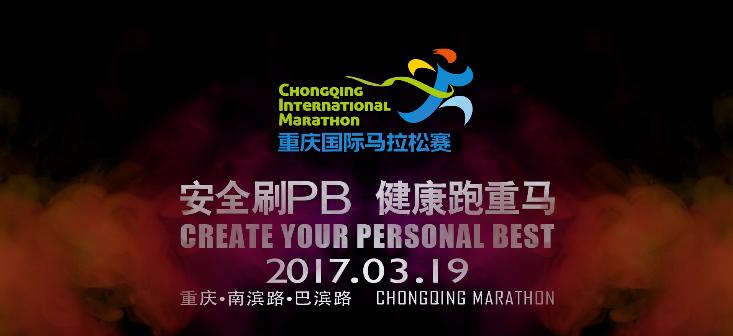 CHONGQING
INTERNATIONAL
MARATHON
重庆国际马拉松赛
安全刷PB 健康跑重马
CREATE YOUR PERSONAL BEST
2017.03.19
重庆·南滨路·巴滨路 CHONGQING MARATHON